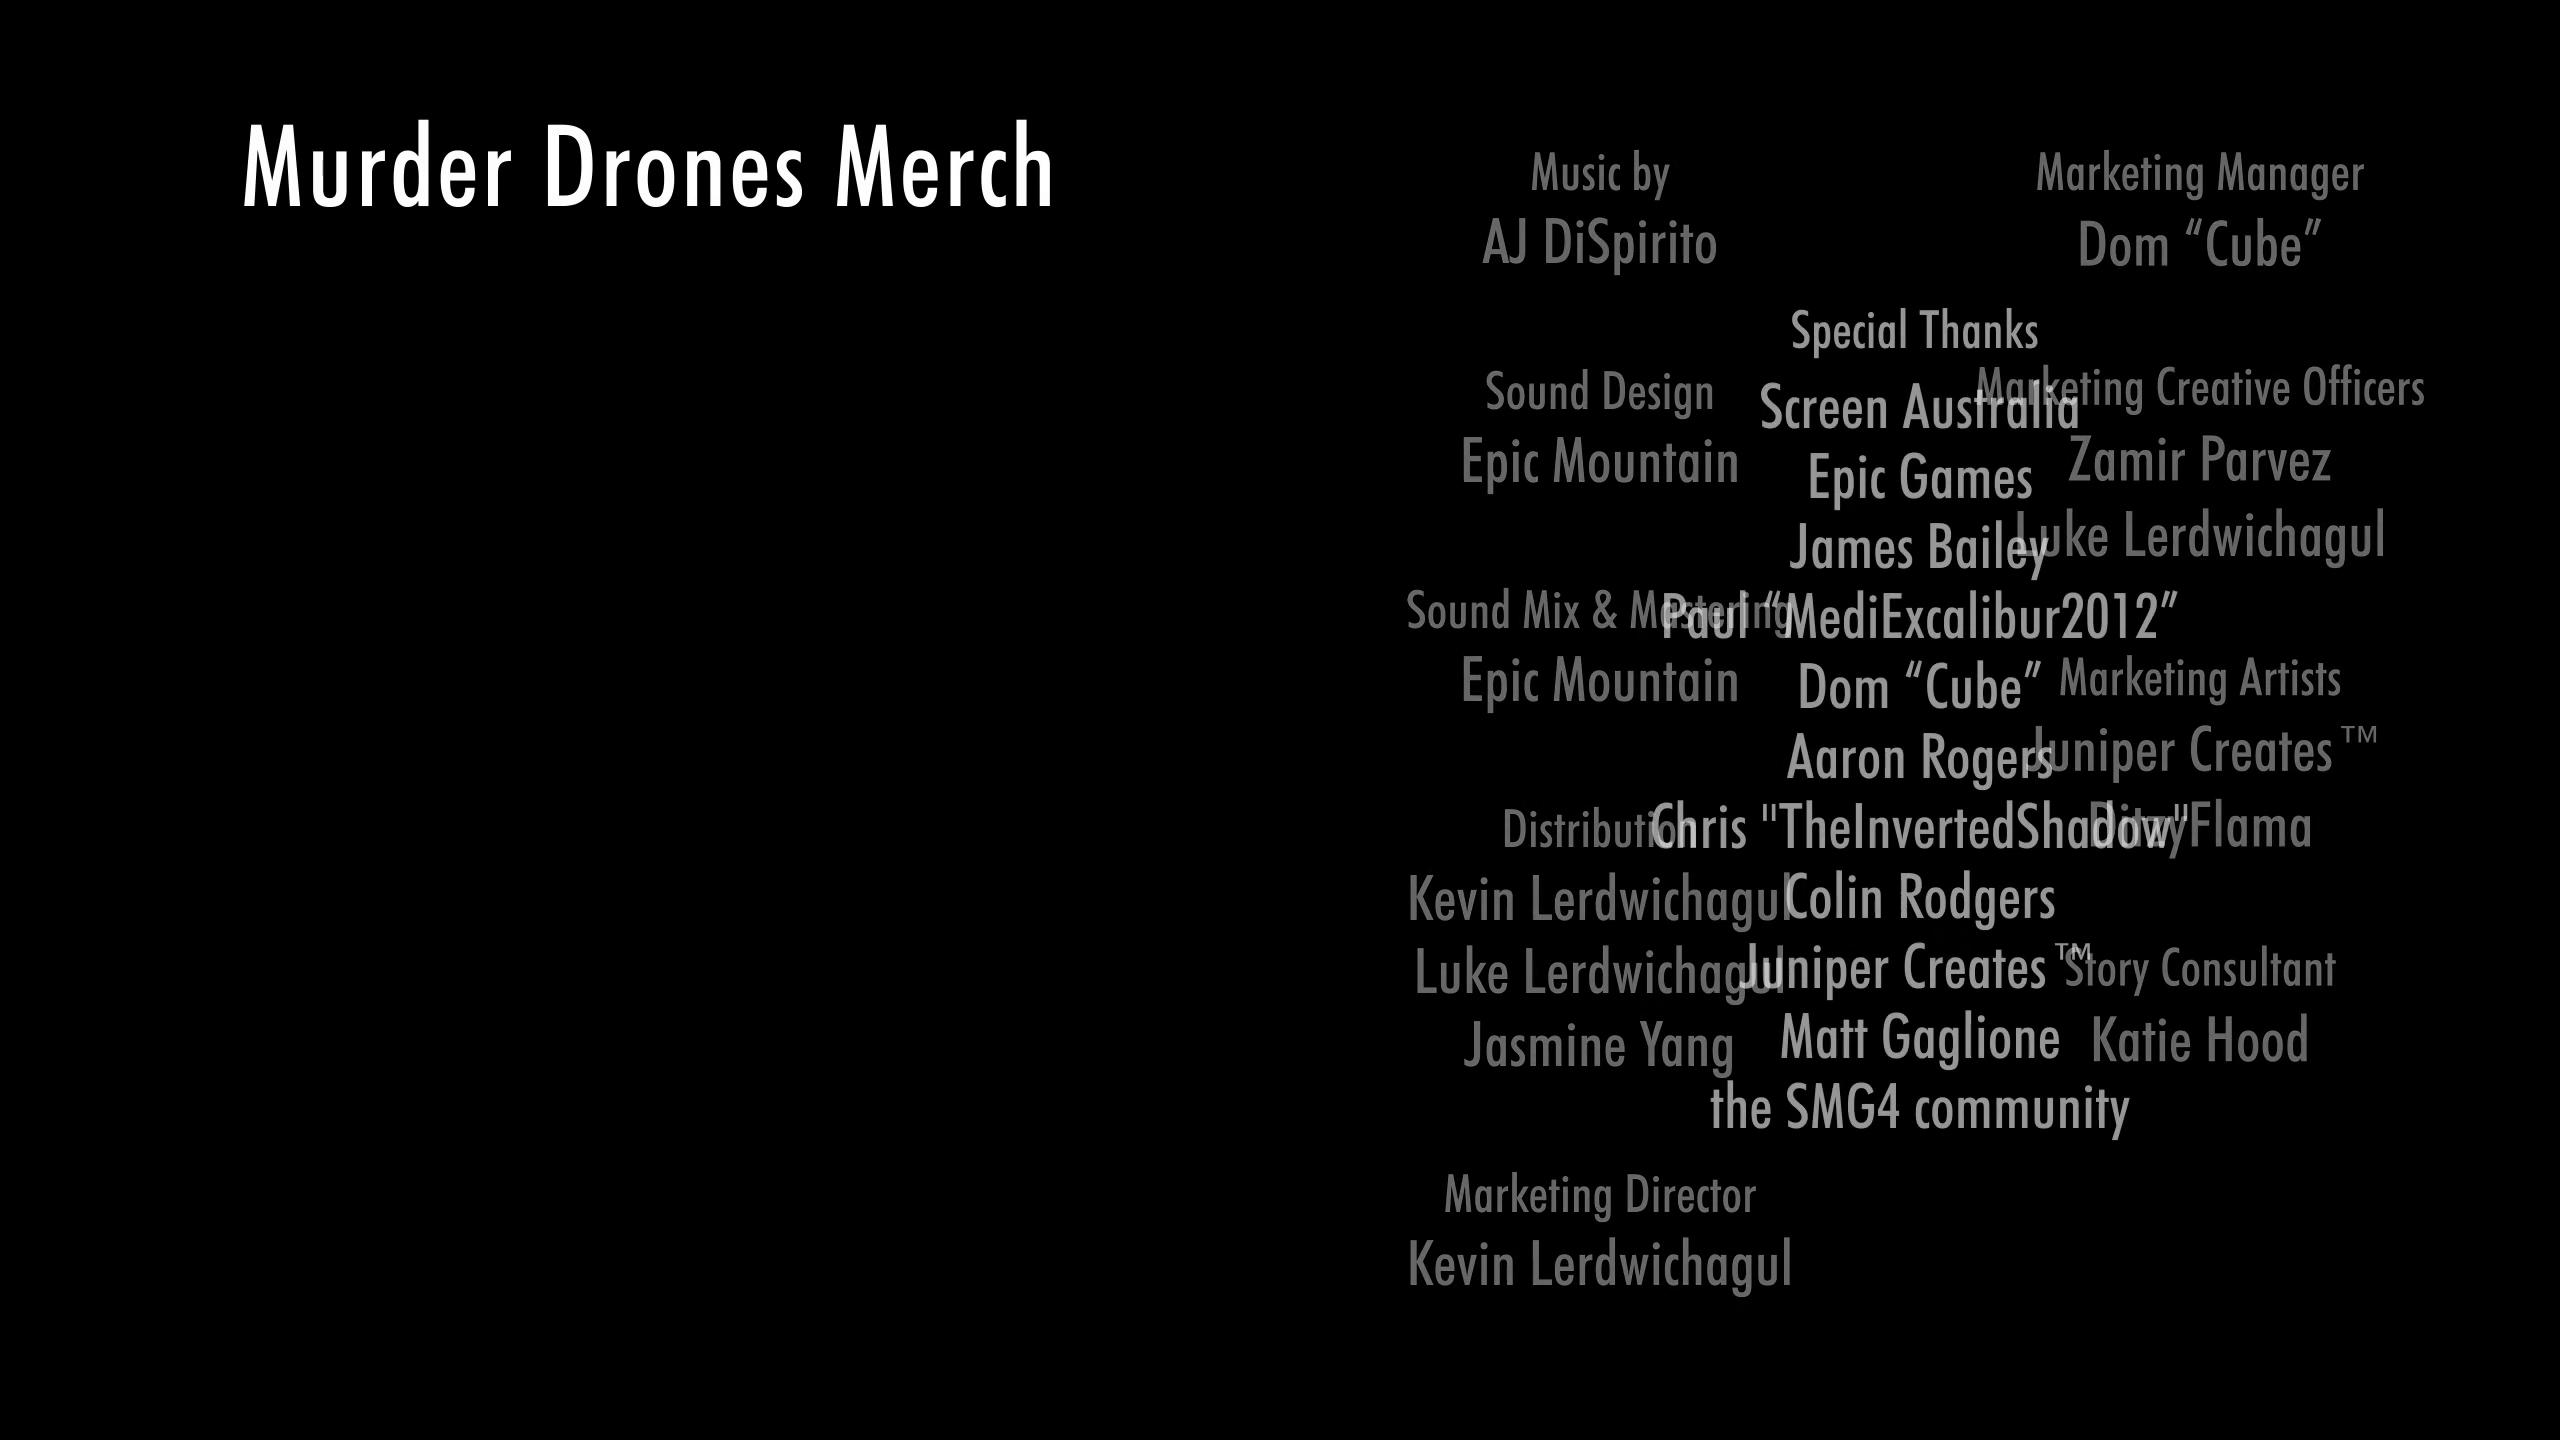 Murder Drones Merch
Music by
AJ DiSpirito
Sound Design
Epic Mountain
Sound Mix & Mastering
Epic Mountain
Distribution
Kevin Lerdwichagul
Luke Lerdwichagul
Jasmine Yang
Marketing Director
Kevin Lerdwichagul
Special Thanks
Screen Australia
Epic Games
James Bailey
Paul “MediExcalibur2012”
Dom “Cube”
Aaron Rogers
Chris "TheInvertedShadow"
Colin Rodgers
Juniper Creates™
Matt Gaglione
the SMG4 community
Marketing Manager
Dom “Cube”
Marketing Creative Officers
Zamir Parvez
Luke Lerdwichagul
Marketing Artists
Juniper Creates™
DitzyFlama
Story Consultant
Katie Hood